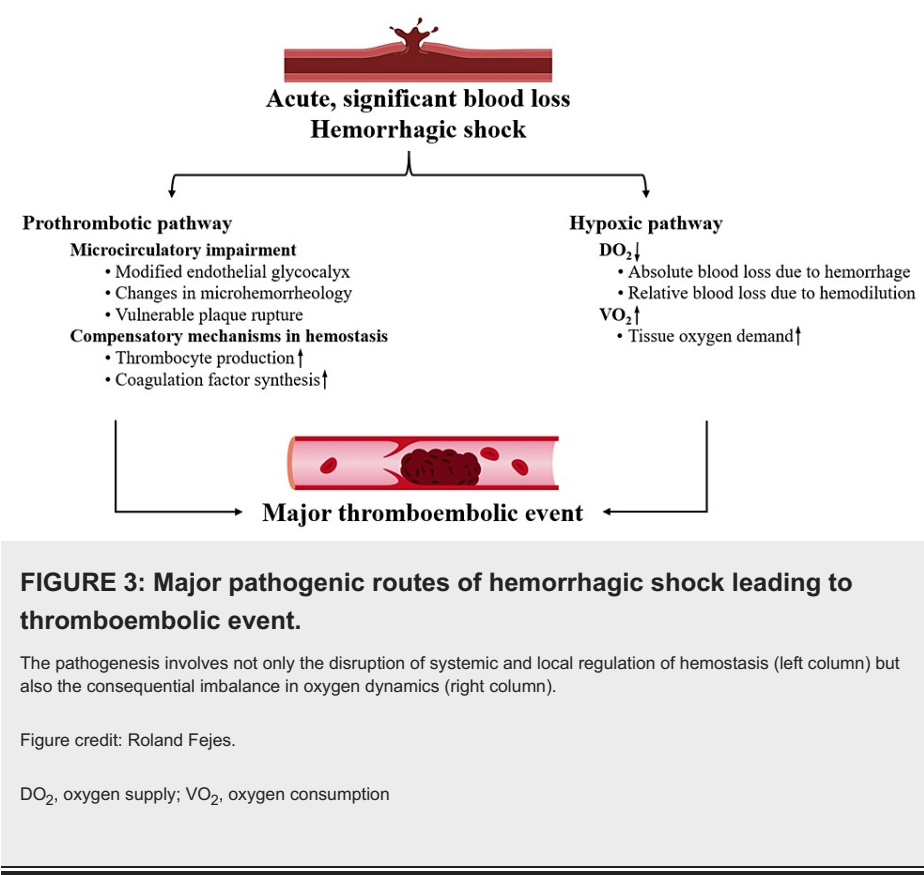 Acute, significant blood loss
Hemorrhagic shock
Prothrombotic pathway
Microcirculatory impairment
• Modified endothelial glycocalyx
• Changes in microhemorrheology
• Vulnerable plaque rupture
Compensatory mechanisms in hemostasis
• Thrombocyte production↑
• Coagulation factor synthesis↑
Hypoxic pathway
DO₂↓
• Absolute blood loss due to hemorrhage
• Relative blood loss due to hemodilution
VO₂↑
• Tissue oxygen demand↑
Major thromboembolic event
FIGURE 3: Major pathogenic routes of hemorrhagic shock leading to
thromboembolic event.
The pathogenesis involves not only the disruption of systemic and local regulation of hemostasis (left column) but
also the consequential imbalance in oxygen dynamics (right column).
Figure credit: Roland Fejes.
DO₂, oxygen supply; VO₂, oxygen consumption